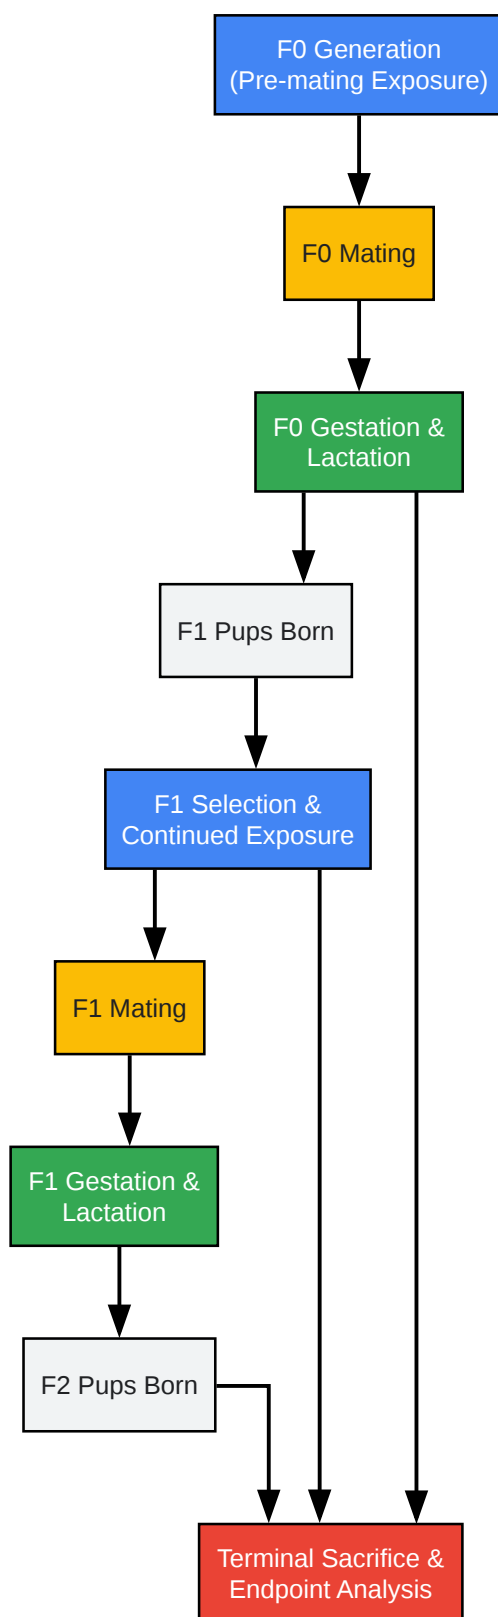 F0 Generation
(Pre-mating Exposure)
F0 Mating
F0 Gestation &
Lactation
F1 Pups Born
F1 Selection &
Continued Exposure
F1 Mating
F1 Gestation &
Lactation
F2 Pups Born
Terminal Sacrifice &
Endpoint Analysis